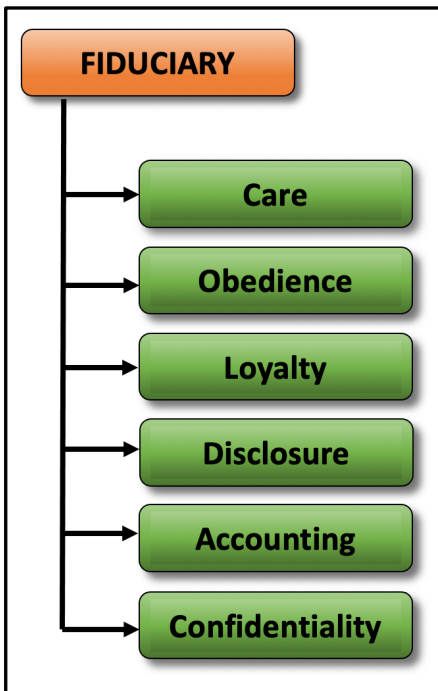 FIDUCIARY
Care
Obedience
Loyalty
Disclosure
Accounting
Confidentiality